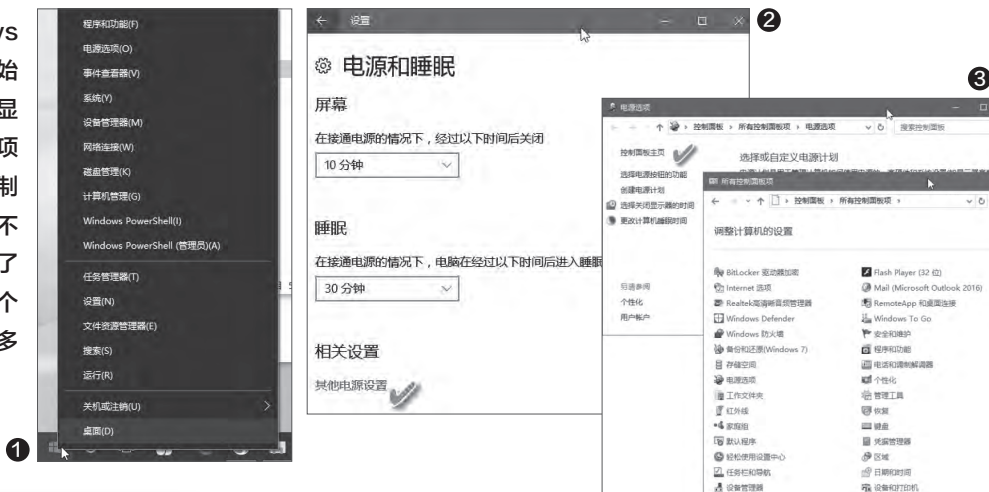 vs
始
显
项
制
不
了
个
多
程序和功能(F)
电源选项(O)
事件查看器(V)
系统(Y)
设备管理器(M)
网络连接(W)
磁盘管理(K)
计算机管理(G)
Windows PowerShell(I)
Windows PowerShell (管理员)(A)
任务管理器(T)
设置(N)
文件资源管理器(E)
搜索(S)
运行(R)
关机或注销(U)
桌面(D)
❶
设置
❷
电源和睡眠
屏幕
在接通电源的情况下，经过以下时间后关闭
10 分钟
睡眠
在接通电源的情况下，电脑在经过以下时间后进入睡眠
30 分钟
相关设置
其他电源设置
❸
电源选项
控制面板 › 所有控制面板项 › 电源选项
搜索控制面板
控制面板主页
选择电源按钮的功能
创建电源计划
选择关闭显示器的时间
更改计算机睡眠时间
另请参阅
个性化
用户帐户
选择或自定义电源计划
所有控制面板项
控制面板 › 所有控制面板项 ›
调整计算机的设置
BitLocker 驱动器加密
Flash Player (32 位)
Internet 选项
Mail (Microsoft Outlook 2016)
Realtek高清晰音频管理器
RemoteApp 和桌面连接
Windows Defender
Windows To Go
Windows 防火墙
安全和维护
备份和还原(Windows 7)
程序和功能
存储空间
电话和调制解调器
电源选项
个性化
工作文件夹
管理工具
红外线
恢复
家庭组
键盘
默认程序
凭据管理器
轻松使用设置中心
区域
任务栏和导航
日期和时间
设备管理器
设备和打印机